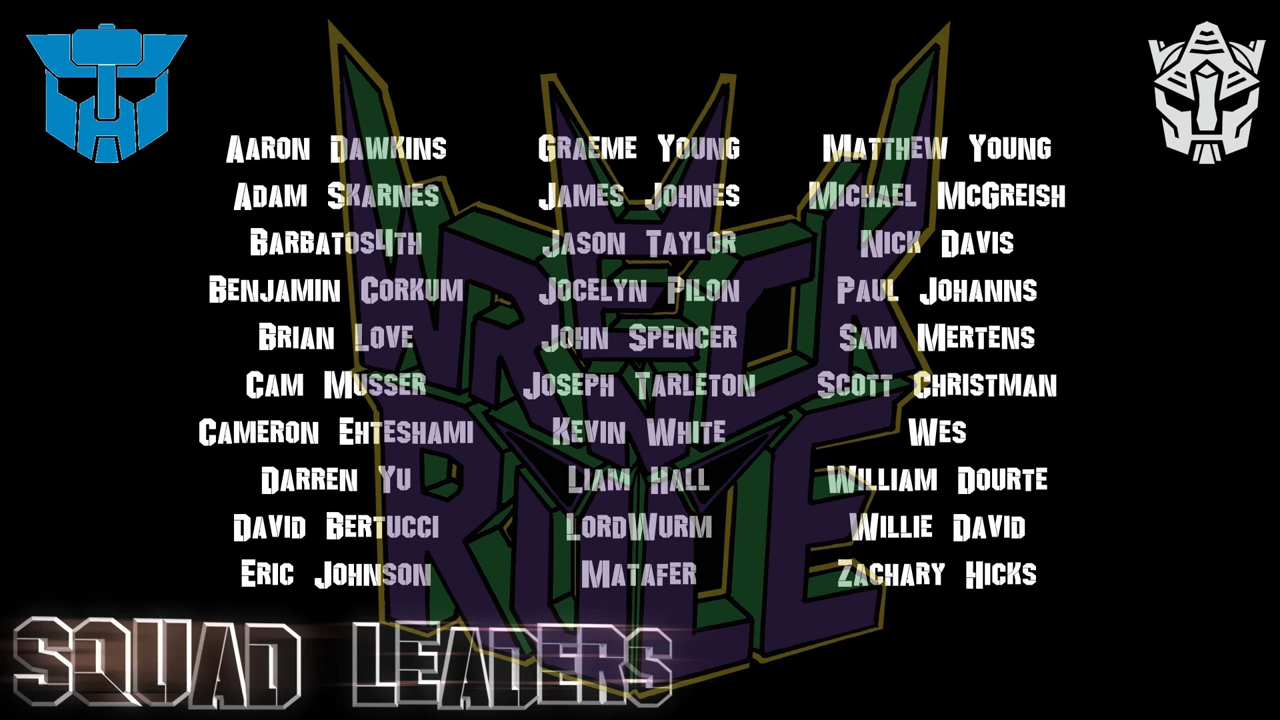 Aaron Dawkins Graeme Young Matthew Young
Adam Skarnes James Johnes Michael McGreish
Barbatos4th Jason Taylor Nick Davis
Benjamin Corkum Jocelyn Pilon Paul Johanns
Brian Love John Spencer Sam Mertens
Cam Musser Joseph Tarleton Scott Christman
Cameron Ehteshami Kevin White Wes
Darren Yu Liam Hall William Dourte
David Bertucci LordWurm Willie David
Eric Johnson Matafer Zachary Hicks
WRECK
N
RULE
SQUAD LEADERS